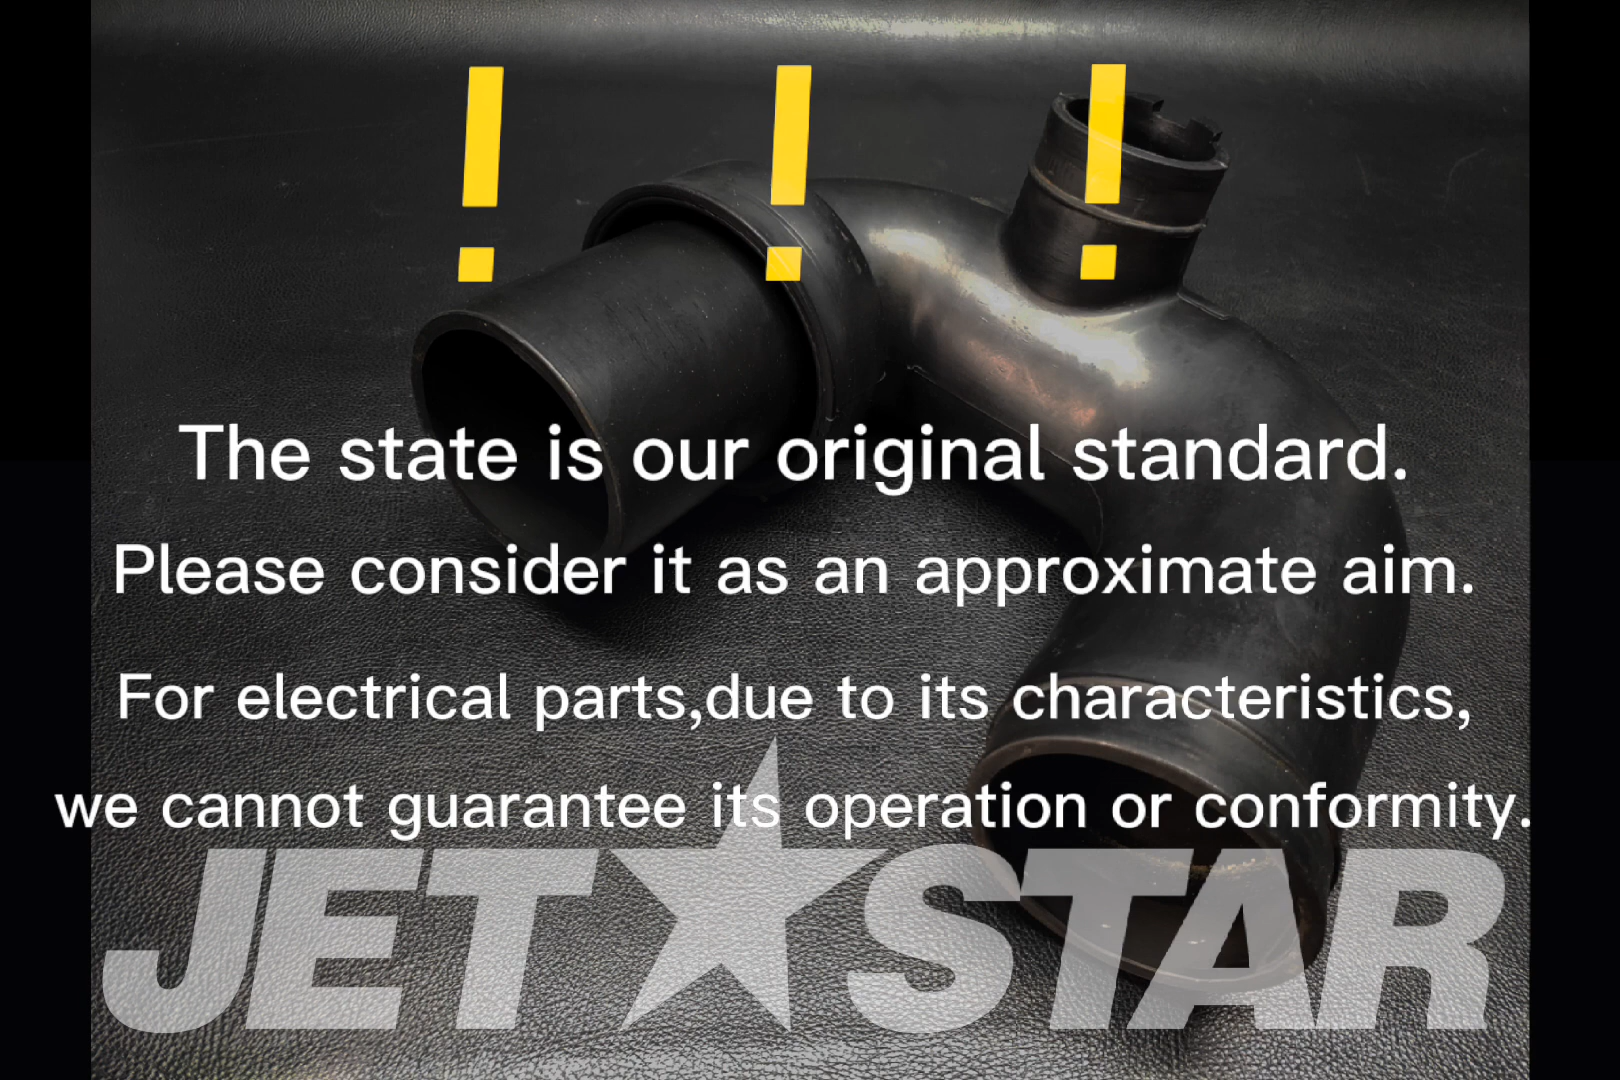 ! ! !
The state is our original standard.
Please consider it as an approximate aim.
For electrical parts,due to its characteristics,
we cannot guarantee its operation or conformity.
JET★STAR